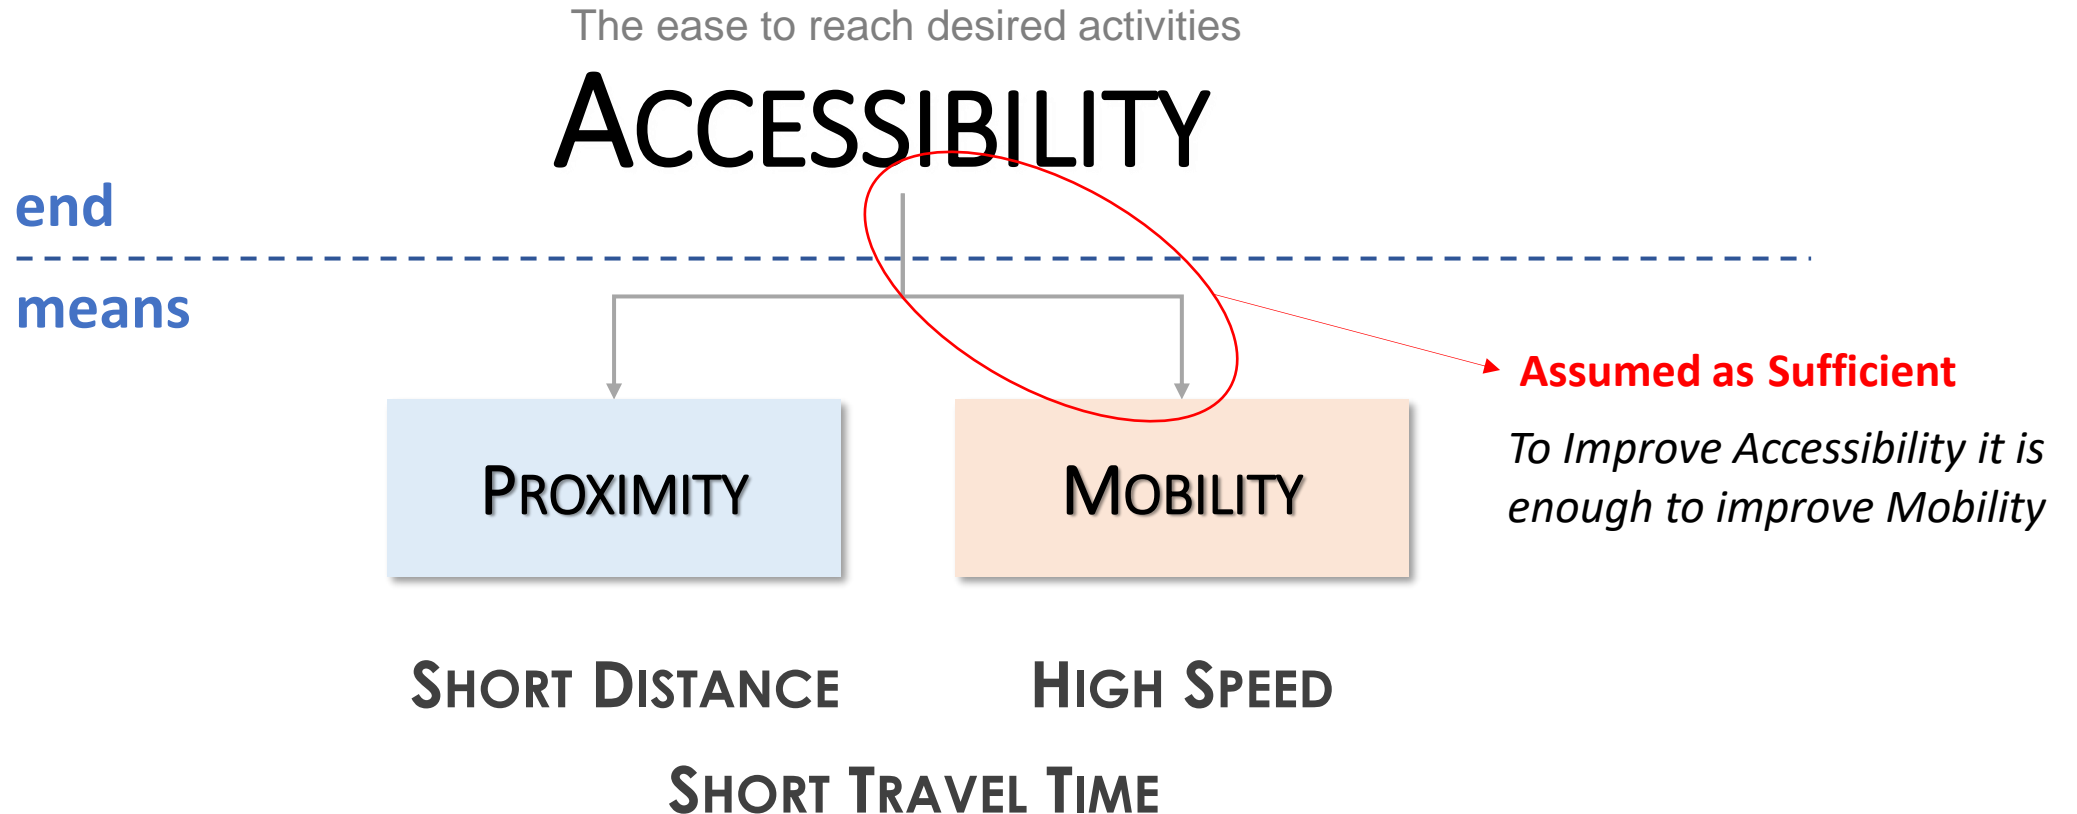 The ease to reach desired activities
ACCESSIBILITY
end
means
Assumed as Sufficient
To Improve Accessibility it is
enough to improve Mobility
PROXIMITY
MOBILITY
SHORT DISTANCE
HIGH SPEED
SHORT TRAVEL TIME